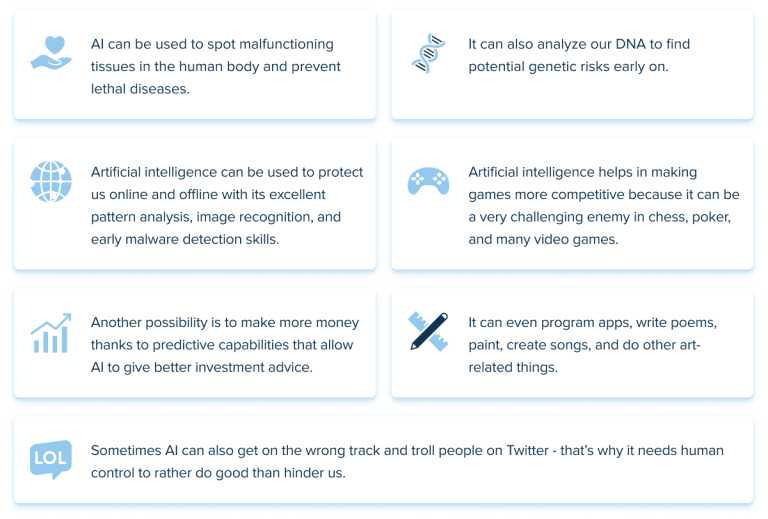 AI can be used to spot malfunctioning
tissues in the human body and prevent
lethal diseases.
It can also analyze our DNA to find
potential genetic risks early on.
Artificial intelligence can be used to protect
us online and offline with its excellent
pattern analysis, image recognition, and
early malware detection skills.
Artificial intelligence helps in making
games more competitive because it can be
a very challenging enemy in chess, poker,
and many video games.
Another possibility is to make more money
thanks to predictive capabilities that allow
AI to give better investment advice.
It can even program apps, write poems,
paint, create songs, and do other art-
related things.
LOL
Sometimes AI can also get on the wrong track and troll people on Twitter - that's why it needs human
control to rather do good than hinder us.